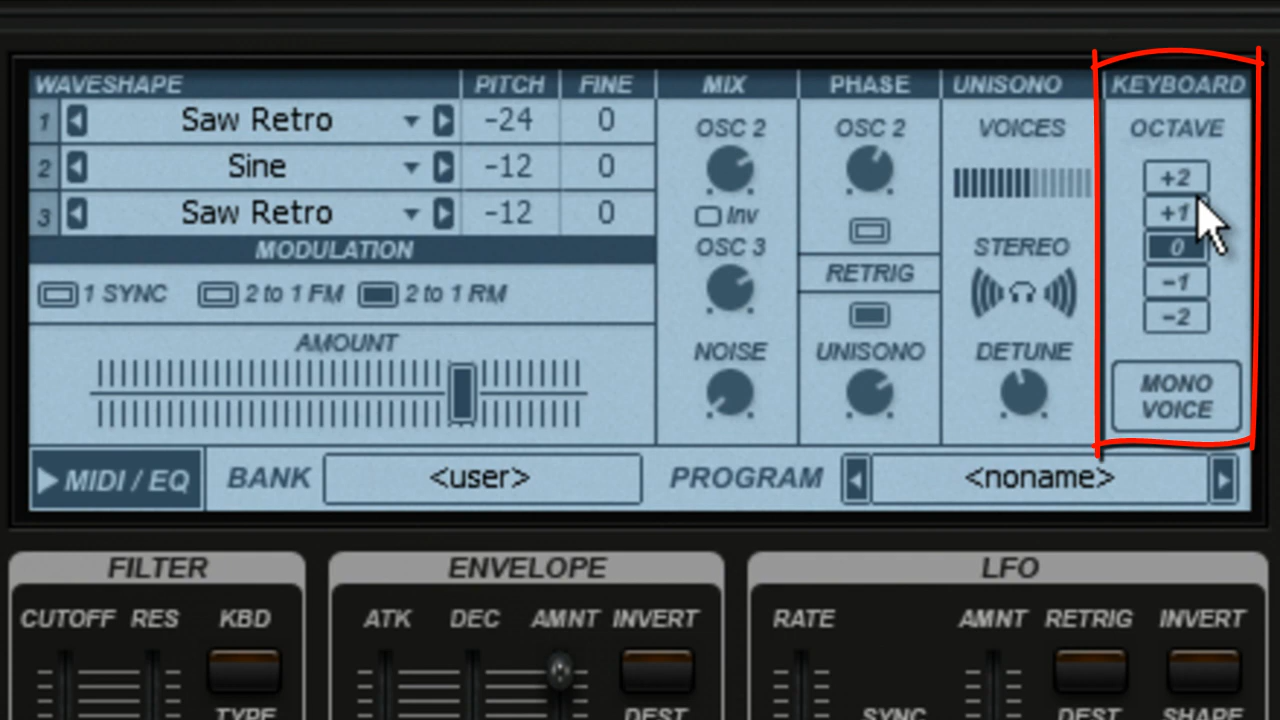 WAVESHAPE PITCH FINE MIX PHASE UNISONO KEYBOARD
1 Saw Retro -24 0
2 Sine -12 0
3 Saw Retro -12 0
MODULATION
1 SYNC 2 to 1 FM 2 to 1 RM
AMOUNT
OSC 2
Inv
OSC 3
NOISE
OSC 2
RETRIG
UNISONO
VOICES
STEREO
DETUNE
OCTAVE
+2
+1
0
-1
-2
MONO
VOICE
MIDI / EQ BANK <user> PROGRAM <noname>
FILTER
CUTOFF RES KBD
TYPE
ENVELOPE
ATK DEC AMNT INVERT
DEST
LFO
RATE AMNT RETRIG INVERT
SYNC DEST SHAPE